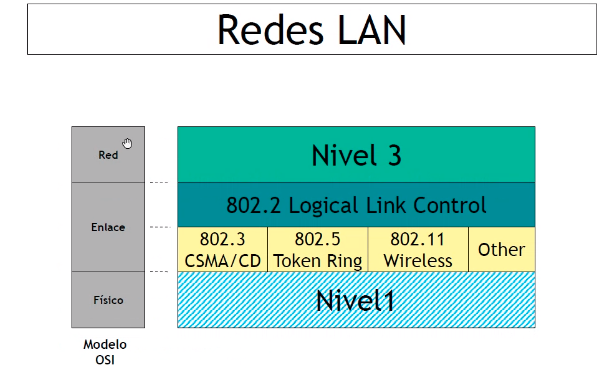 Redes LAN
Red
Nivel 3
802.2 Logical Link Control
Enlace
802.3
CSMA/CD
802.5
Token Ring
802.11
Wireless
Other
Físico
Nivel1
Modelo
OSI